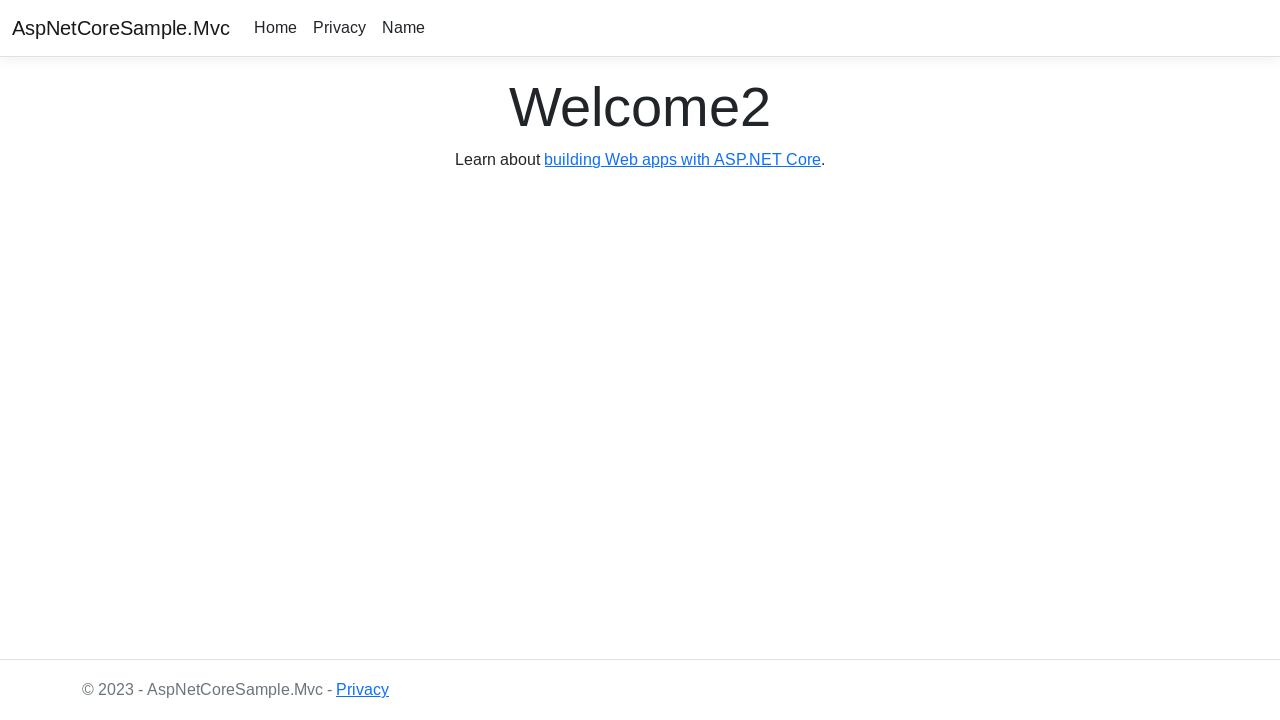 AspNetCoreSample.Mvc Home Privacy Name
Welcome2
Learn about building Web apps with ASP.NET Core.
© 2023 - AspNetCoreSample.Mvc - Privacy